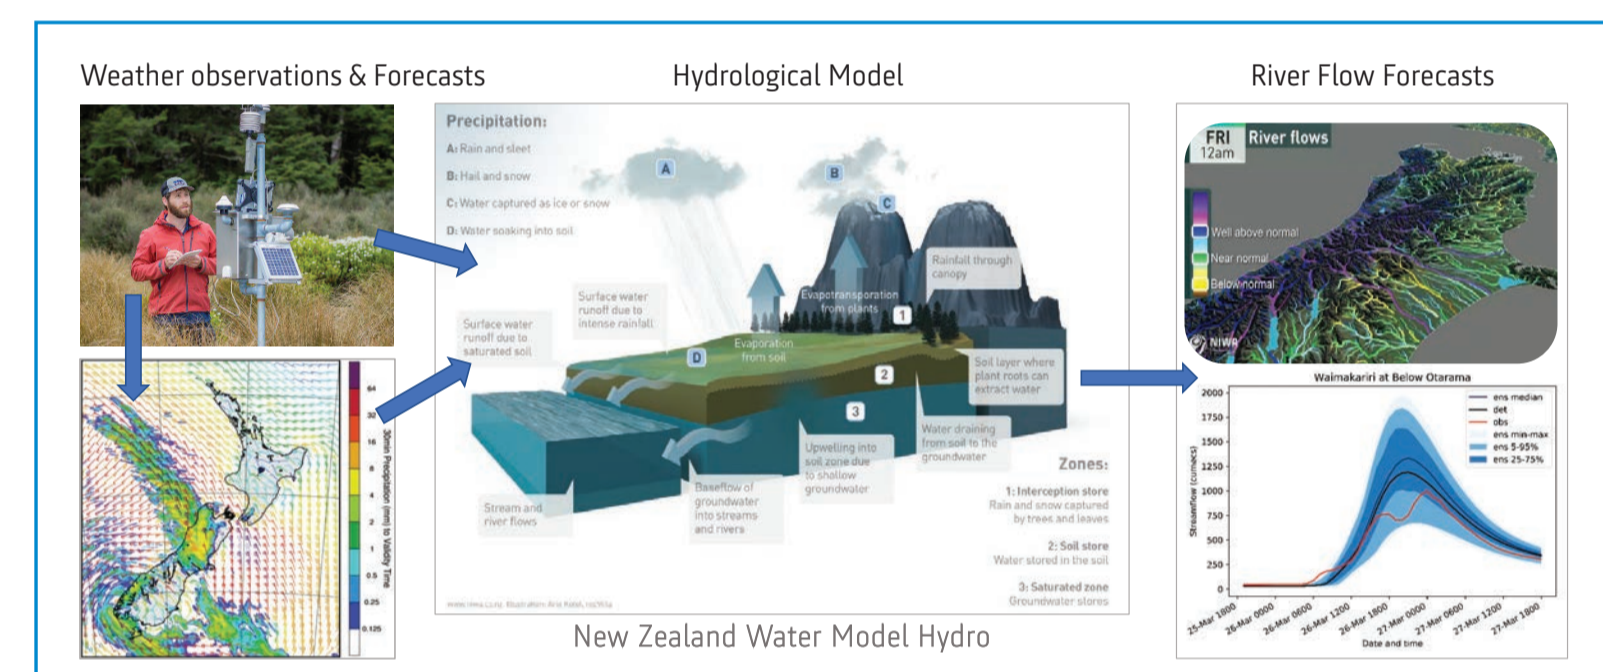 Weather observations & Forecasts
Hydrological Model
River Flow Forecasts
Precipitation:
A: Rain and sleet
B: Hail and snow
C: Water captured as ice or snow
D: Water soaking into soil
A
B
C
Rainfall through
canopy
Evapotransporation
from plants
1
Surface water
runoff due to
intense rainfall
Surface water
runoff due to
saturated soil
Evaporation
from soil
D
2
3
Soil layer where
plant roots can
extract water
Water draining
from soil to the
groundwater
Upwelling into
soil zone due
to shallow
groundwater
Baseflow of
groundwater
into streams
and rivers
Stream and
river flows
Zones:
1: Interception store
Rain and snow captured
by trees and leaves
2: Soil store
Water stored in the soil
3: Saturated zone
Groundwater stores
New Zealand Water Model Hydro
64
32
16
8
4
2
1
0.5
0.25
0.125
30min Precipitation (mm) to Validity Time
FRI
12am
River flows
Well above normal
Near normal
Below normal
NIWA
Waimakariri at Below Otarama
ens median
det
obs
ens min-max
ens 5-95%
ens 25-75%
Streamflow (cumecs)
2000
1750
1500
1250
1000
750
500
250
0
25-Mar 1800
26-Mar 0000
26-Mar 0600
26-Mar 1200
26-Mar 1800
27-Mar 0000
27-Mar 0600
27-Mar 1200
27-Mar 1800
Date and time